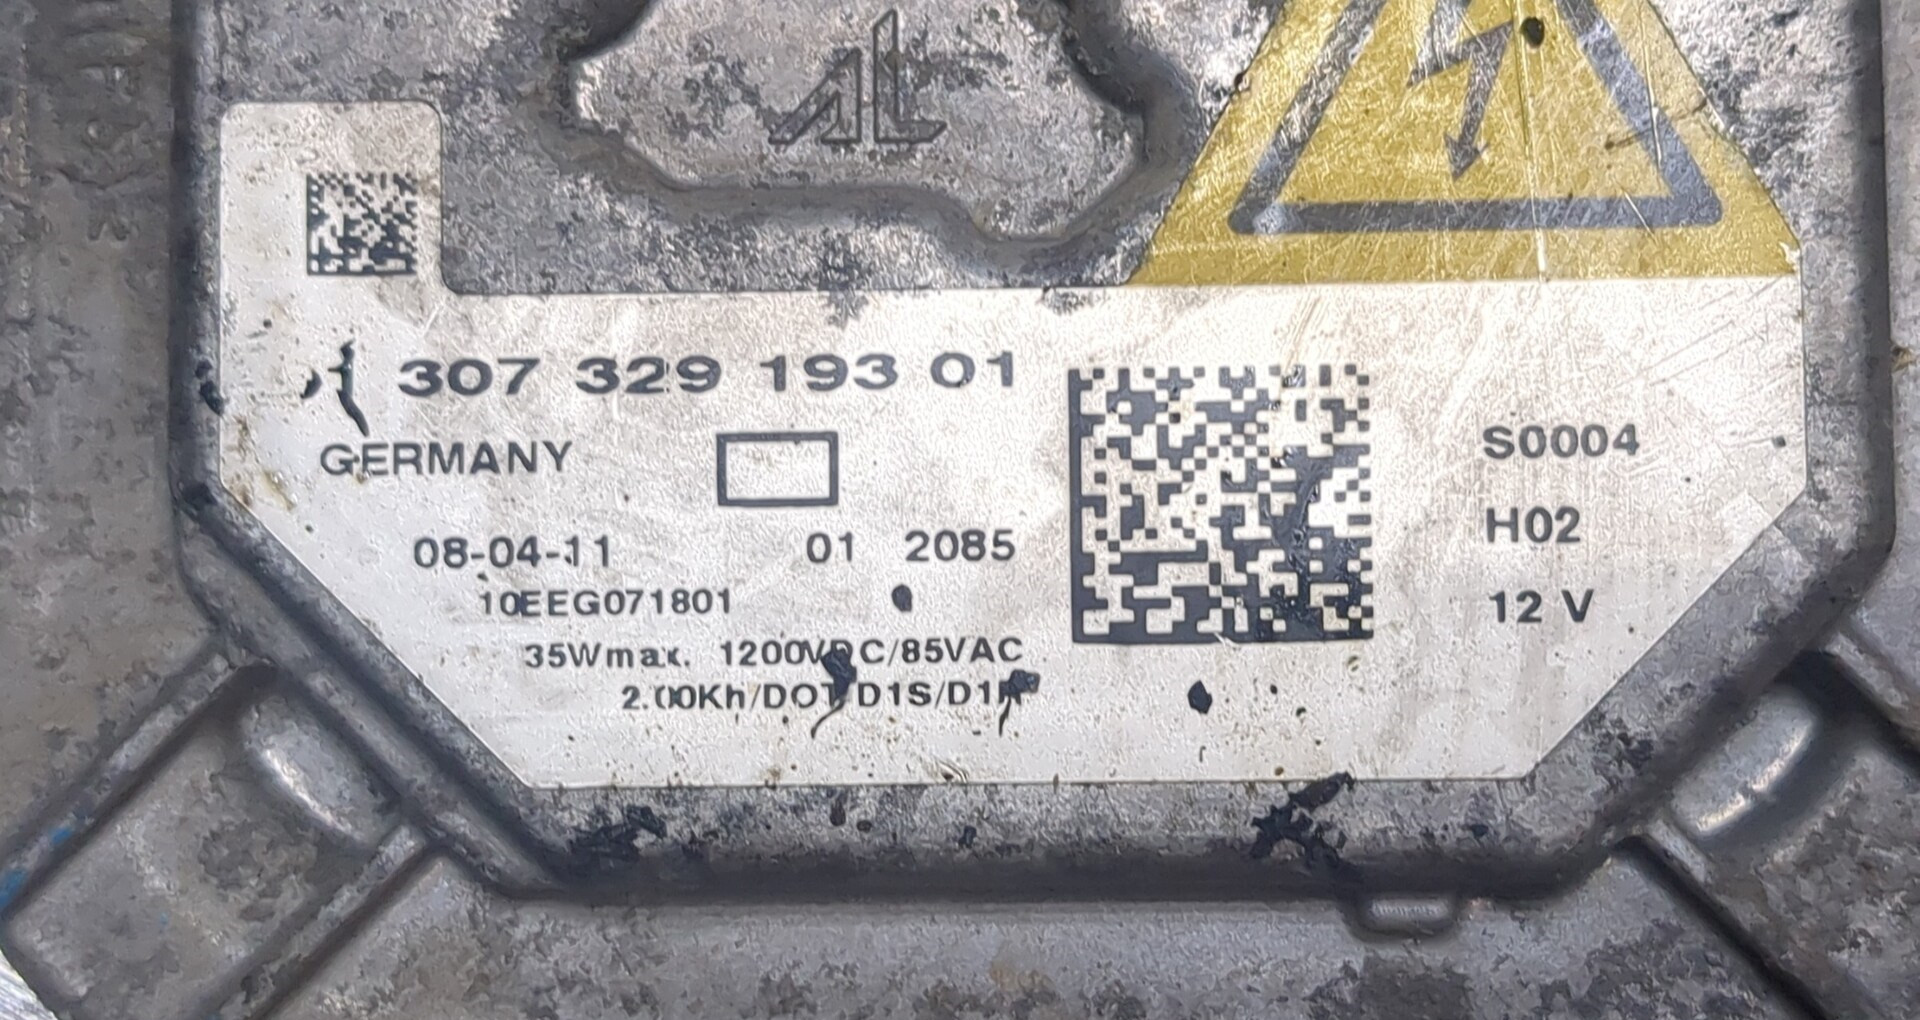 AL
1 307 329 193 01
GERMANY
08-04-11 01 2085
10EEG071801
35Wmax. 1200VDC/85VAC
2.00Kh/DOT D1S/D1R
S0004
H02
12 V